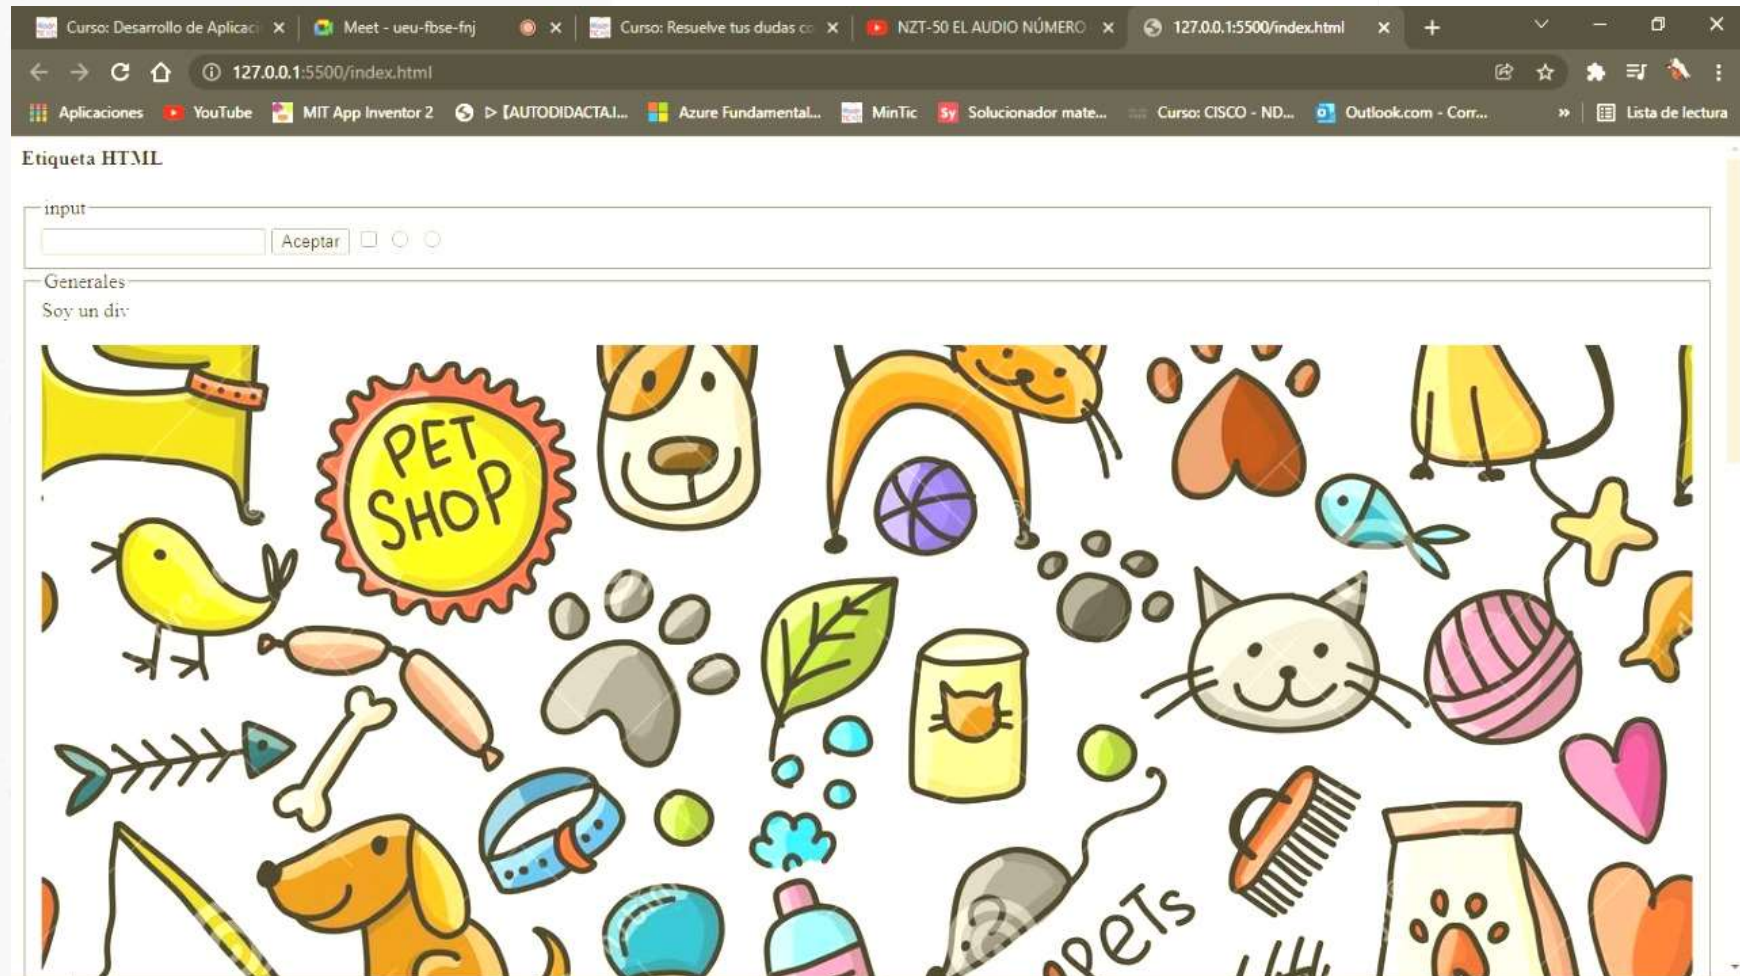 Curso: Desarrollo de Aplicac
Meet - ueu-fbse-fnj
Curso: Resuelve tus dudas co
NZT-50 EL AUDIO NÚMERO
127.0.0.1:5500/index.html
127.0.0.1:5500/index.html
Aplicaciones
YouTube
MIT App Inventor 2
▷【AUTODIDACTA.I...
Azure Fundamental...
MinTic
Sy
Solucionador mate...
Curso: CISCO - ND...
Outlook.com - Corr...
»
Lista de lectura
Etiqueta HTML
input
Aceptar
Generales
Soy un div
PET
SHOP
PETS